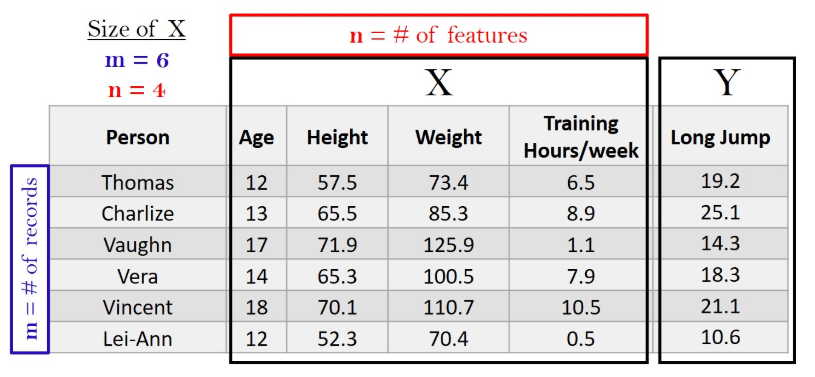 Size of X
m = 6
n = 4
n = # of features
X
Y
Person Age Height Weight Training Hours/week Long Jump
Thomas 12 57.5 73.4 6.5 19.2
Charlize 13 65.5 85.3 8.9 25.1
Vaughn 17 71.9 125.9 1.1 14.3
Vera 14 65.3 100.5 7.9 18.3
Vincent 18 70.1 110.7 10.5 21.1
Lei-Ann 12 52.3 70.4 0.5 10.6
m = # of records